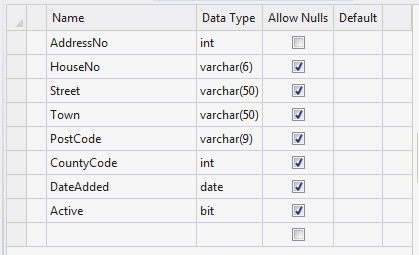 Name Data Type Allow Nulls Default
AddressNo int
HouseNo varchar(6)
Street varchar(50)
Town varchar(50)
PostCode varchar(9)
CountyCode int
DateAdded date
Active bit